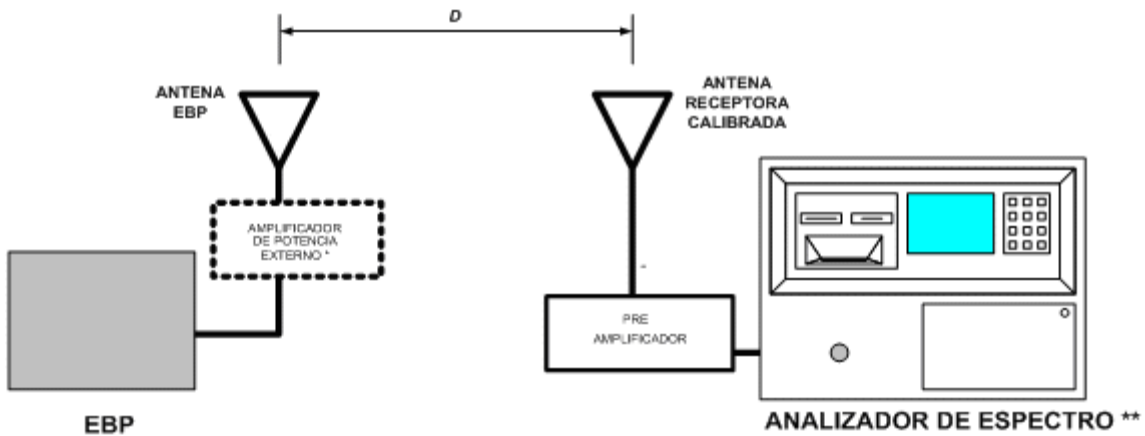 D
ANTENA
EBP
ANTENA
RECEPTORA
CALIBRADA
AMPLIFICADOR
DE POTENCIA
EXTERNO *
PRE
AMPLIFICADOR
EBP
ANALIZADOR DE ESPECTRO **